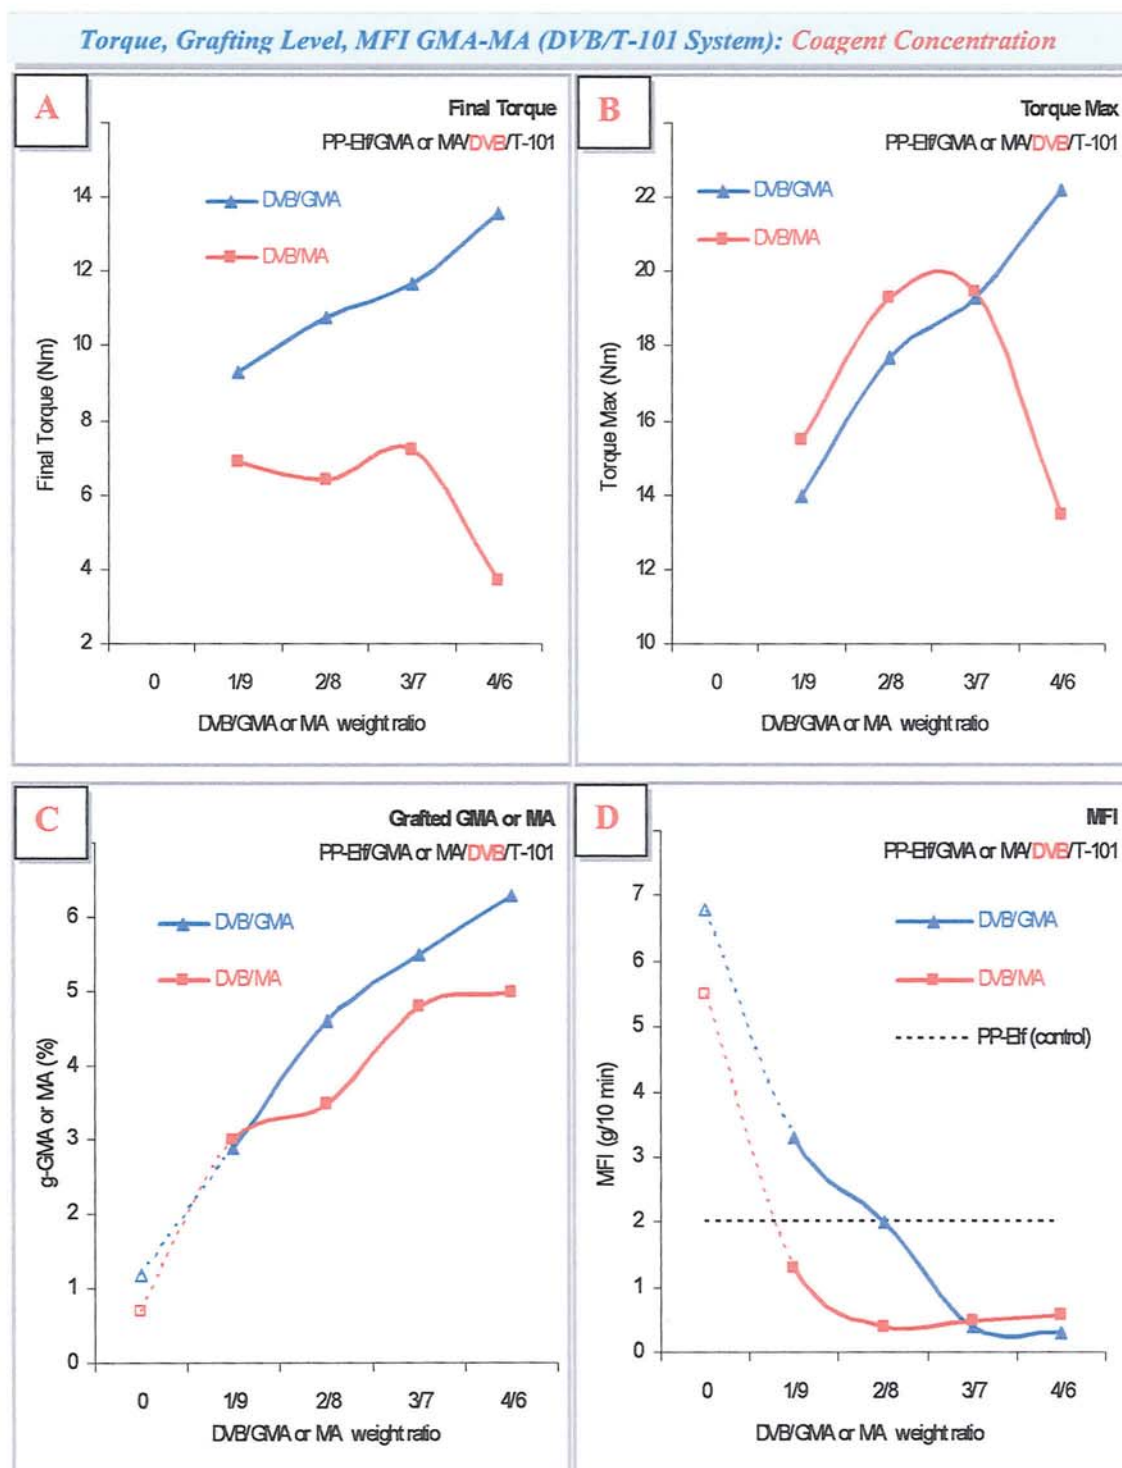 Torque, Grafting Level, MFI GMA-MA (DVB/T-101 System): Coagent Concentration
A
Final Torque
PP-Elf/GMA or MA/DVB/T-101
14
12
10
8
6
4
2
Final Torque (Nm)
DVB/GMA
DVB/MA
0 1/9 2/8 3/7 4/6
DVB/GMA or MA weight ratio
B
Torque Max
PP-Elf/GMA or MA/DVB/T-101
22
20
18
16
14
12
10
Torque Max (Nm)
DVB/GMA
DVB/MA
0 1/9 2/8 3/7 4/6
DVB/GMA or MA weight ratio
C
Grafted GMA or MA
PP-Elf/GMA or MA/DVB/T-101
6
5
4
3
2
1
0
g-GMA or MA (%)
DVB/GMA
DVB/MA
0 1/9 2/8 3/7 4/6
DVB/GMA or MA weight ratio
D
MFI
PP-Elf/GMA or MA/DVB/T-101
7
6
5
4
3
2
1
0
MFI (g/10 min)
DVB/GMA
DVB/MA
PP-Elf (control)
0 1/9 2/8 3/7 4/6
DVB/GMA or MA weight ratio